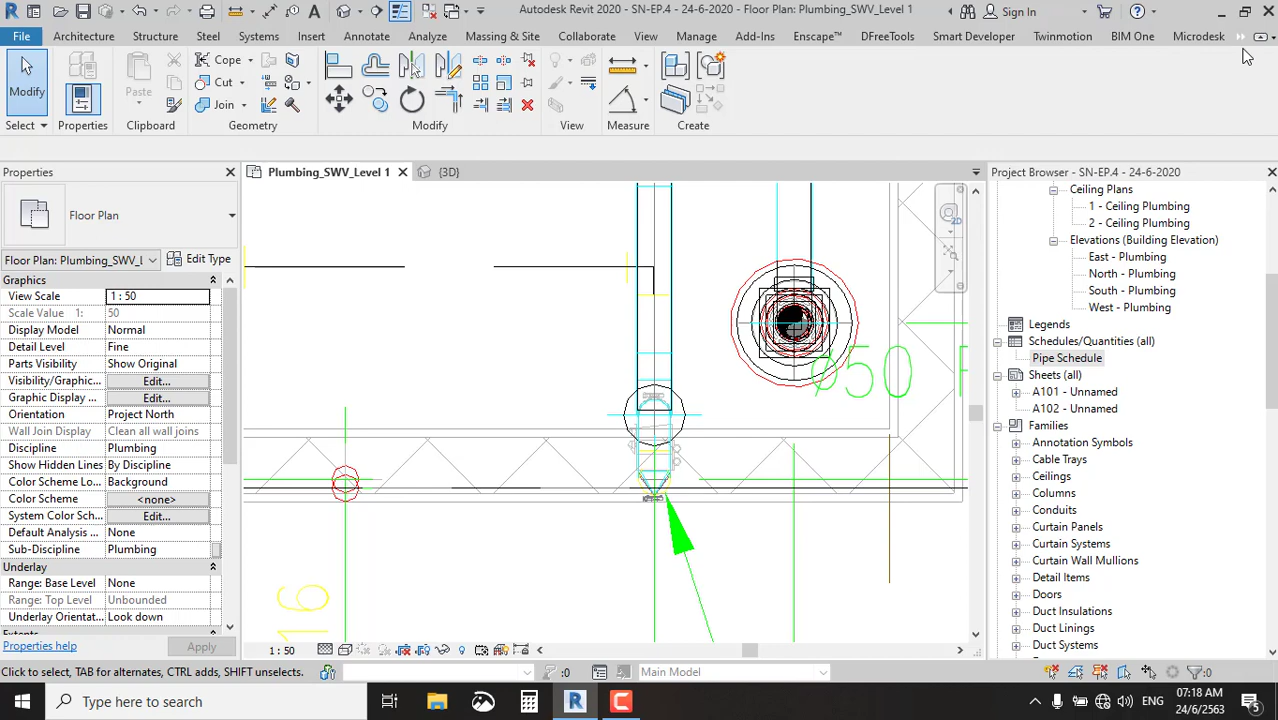 Autodesk Revit 2020 - SN-EP.4 - 24-6-2020 - Floor Plan: Plumbing_SWV_Level 1
Sign In
File Architecture Structure Steel Systems Insert Annotate Analyze Massing & Site Collaborate View Manage Add-Ins Enscape™ DFreeTools Smart Developer Twinmotion BIM One Microdesk
Modify Paste Cope Cut Join
Select Properties Clipboard Geometry Modify View Measure Create
Properties
Plumbing_SWV_Level 1
{3D}
Project Browser - SN-EP.4 - 24-6-2020
Floor Plan
Floor Plan: Plumbing_SWV_L
Edit Type
Graphics
View Scale 1 : 50
Scale Value 1: 50
Display Model Normal
Detail Level Fine
Parts Visibility Show Original
Visibility/Graphic... Edit...
Graphic Display ... Edit...
Orientation Project North
Wall Join Display Clean all wall joins
Discipline Plumbing
Show Hidden Lines By Discipline
Color Scheme Lo... Background
Color Scheme <none>
System Color Sch... Edit...
Default Analysis ... None
Sub-Discipline Plumbing
Underlay
Range: Base Level None
Range: Top Level Unbounded
Underlay Orientat... Look down
Extents
Properties help
Apply
2D
Ø50
16
Ceiling Plans
1 - Ceiling Plumbing
2 - Ceiling Plumbing
Elevations (Building Elevation)
East - Plumbing
North - Plumbing
South - Plumbing
West - Plumbing
Legends
Schedules/Quantities (all)
Pipe Schedule
Sheets (all)
A101 - Unnamed
A102 - Unnamed
Families
Annotation Symbols
Cable Trays
Ceilings
Columns
Conduits
Curtain Panels
Curtain Systems
Curtain Wall Mullions
Detail Items
Doors
Duct Insulations
Duct Linings
Duct Systems
1 : 50
Click to select, TAB for alternates, CTRL adds, SHIFT unselects.
:0
Main Model
:0
Type here to search
ENG
07:18 AM
24/6/2563
5